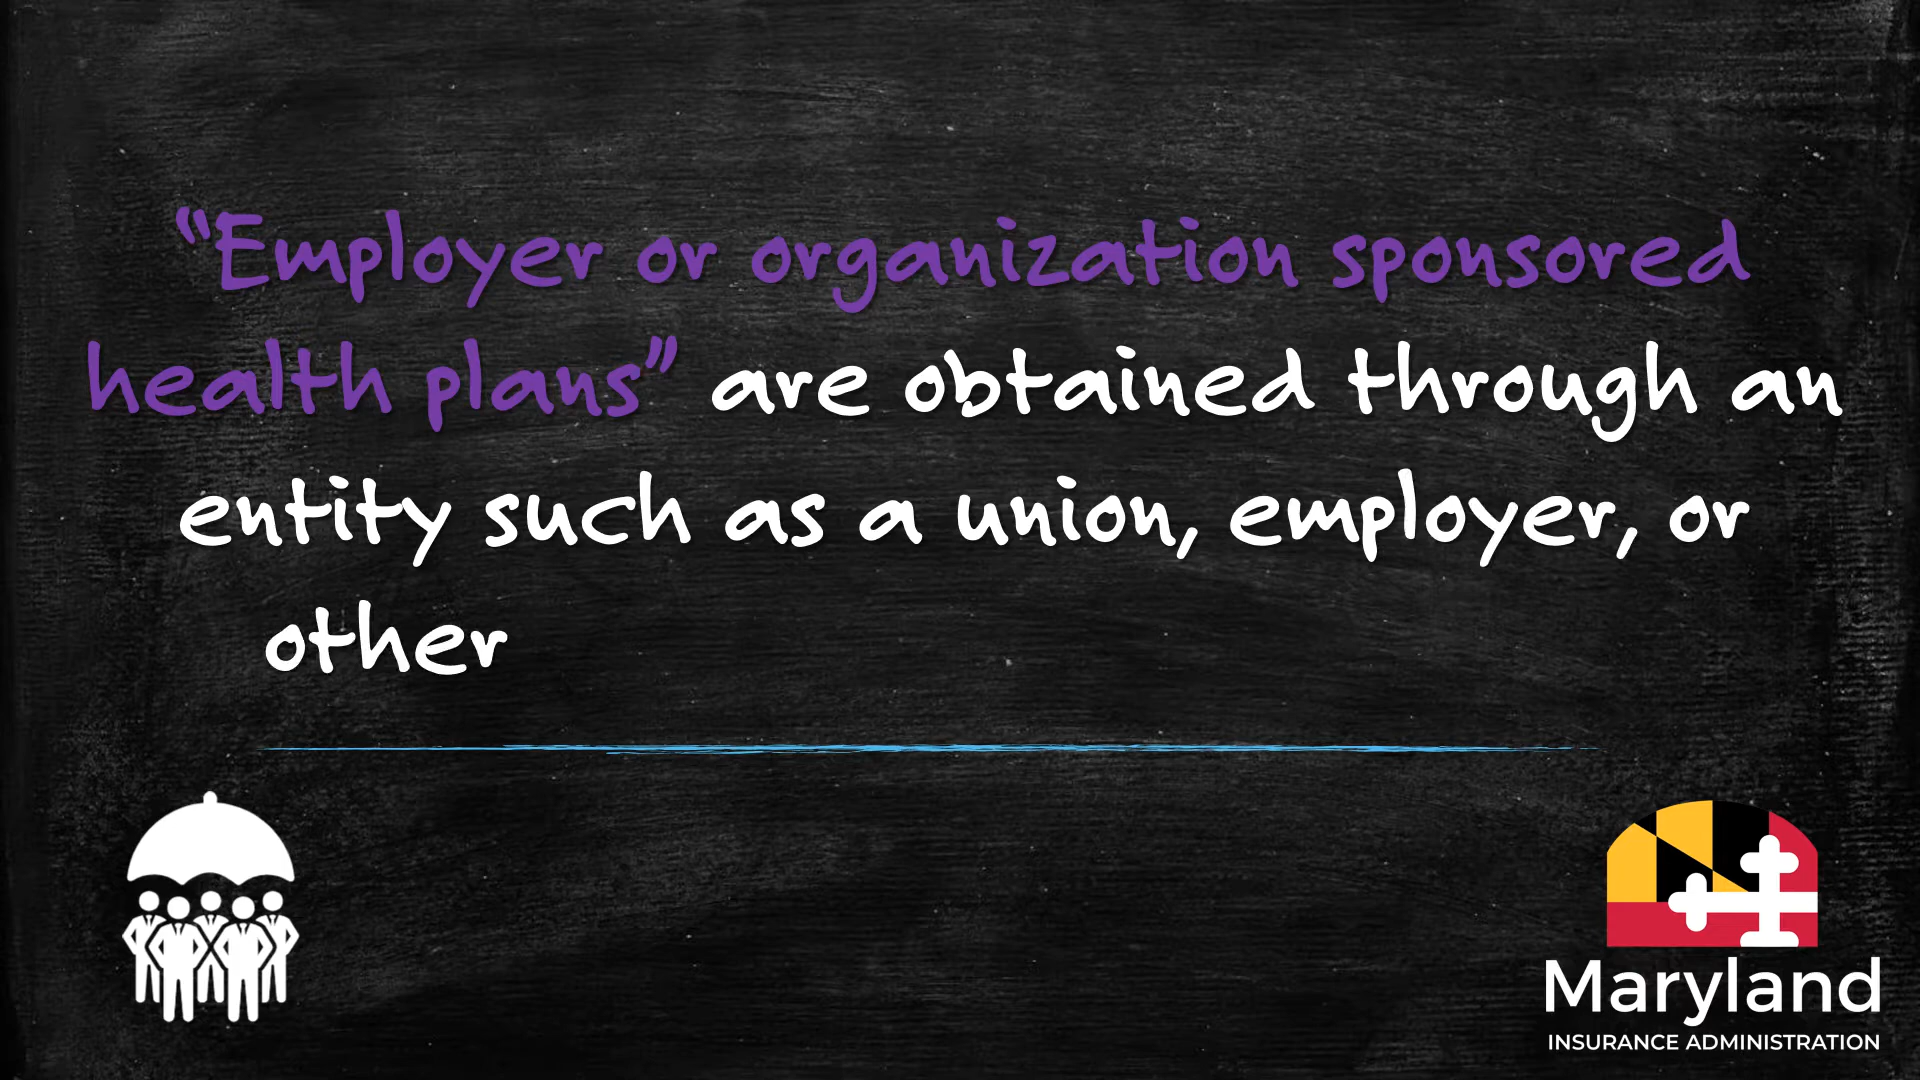 “Employer or organization sponsored
health plans” are obtained through an
entity such as a union, employer, or
other
Maryland
INSURANCE ADMINISTRATION